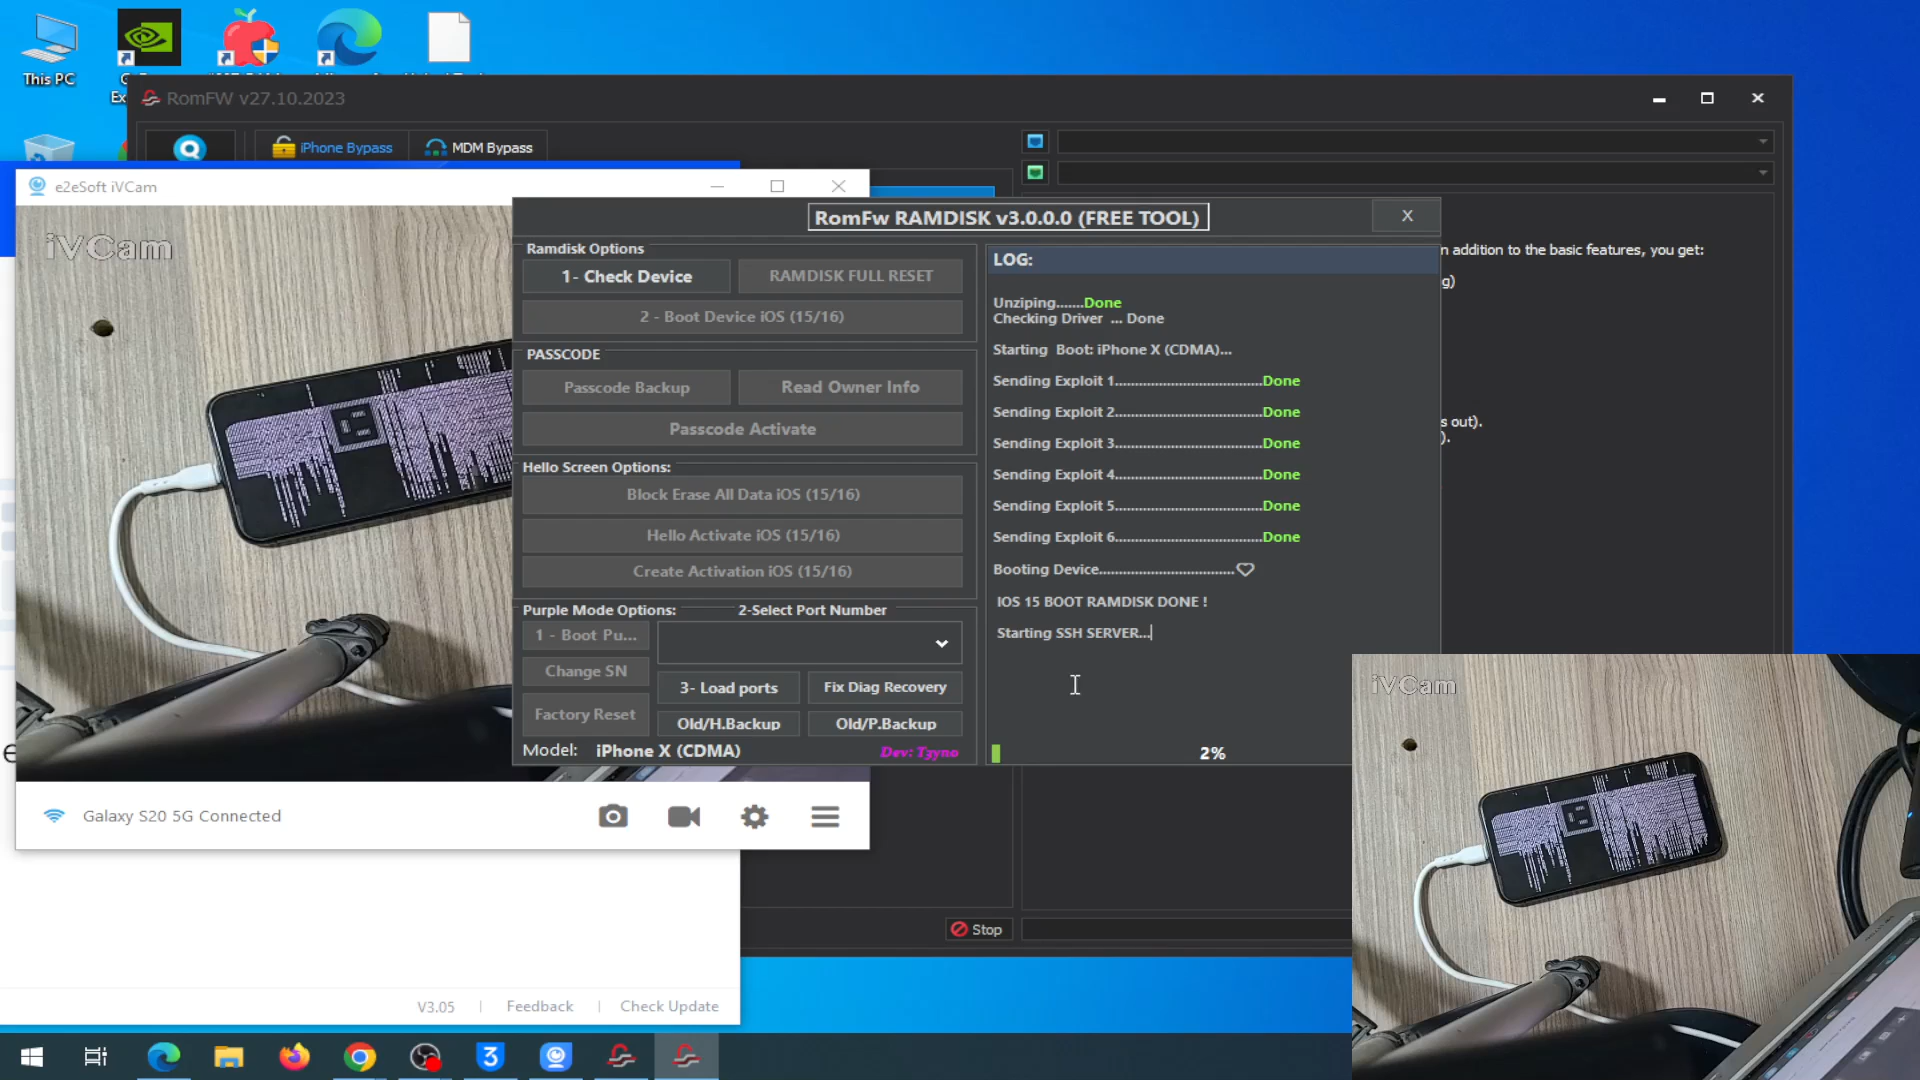 This PC
RomFW v27.10.2023
iPhone Bypass
MDM Bypass
e2eSoft iVCam
iVCam
RomFw RAMDISK v3.0.0.0 (FREE TOOL)
X
n addition to the basic features, you get:
g)
s out).
).
Ramdisk Options
1- Check Device
RAMDISK FULL RESET
2 - Boot Device iOS (15/16)
PASSCODE
Passcode Backup
Read Owner Info
Passcode Activate
Hello Screen Options:
Block Erase All Data iOS (15/16)
Hello Activate iOS (15/16)
Create Activation iOS (15/16)
Purple Mode Options:
2-Select Port Number
1 - Boot Pu...
Change SN
3- Load ports
Fix Diag Recovery
Factory Reset
Old/H.Backup
Old/P.Backup
Model: iPhone X (CDMA)
Dev: T3yno
LOG:
Unziping.......Done
Checking Driver ... Done
Starting Boot: iPhone X (CDMA)...
Sending Exploit 1.....................................Done
Sending Exploit 2.....................................Done
Sending Exploit 3.....................................Done
Sending Exploit 4.....................................Done
Sending Exploit 5.....................................Done
Sending Exploit 6.....................................Done
Booting Device..................................♡
IOS 15 BOOT RAMDISK DONE !
Starting SSH SERVER...
2%
Galaxy S20 5G Connected
Stop
V3.05 | Feedback | Check Update
iVCam